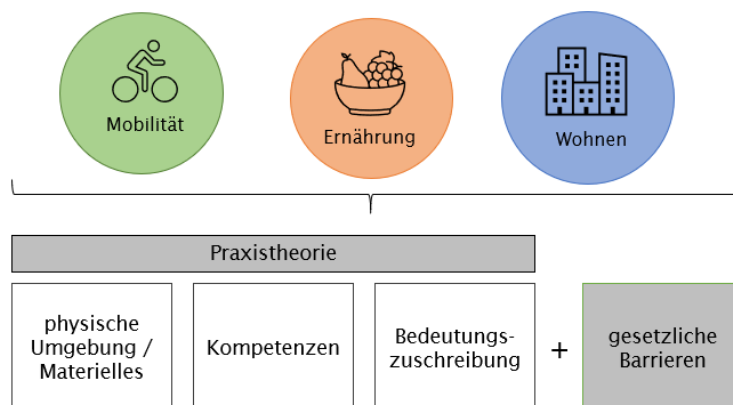 Mobilität
Ernährung
Wohnen
Praxistheorie
physische
Umgebung /
Materielles
Kompetenzen
Bedeutungs-
zuschreibung
+
gesetzliche
Barrieren